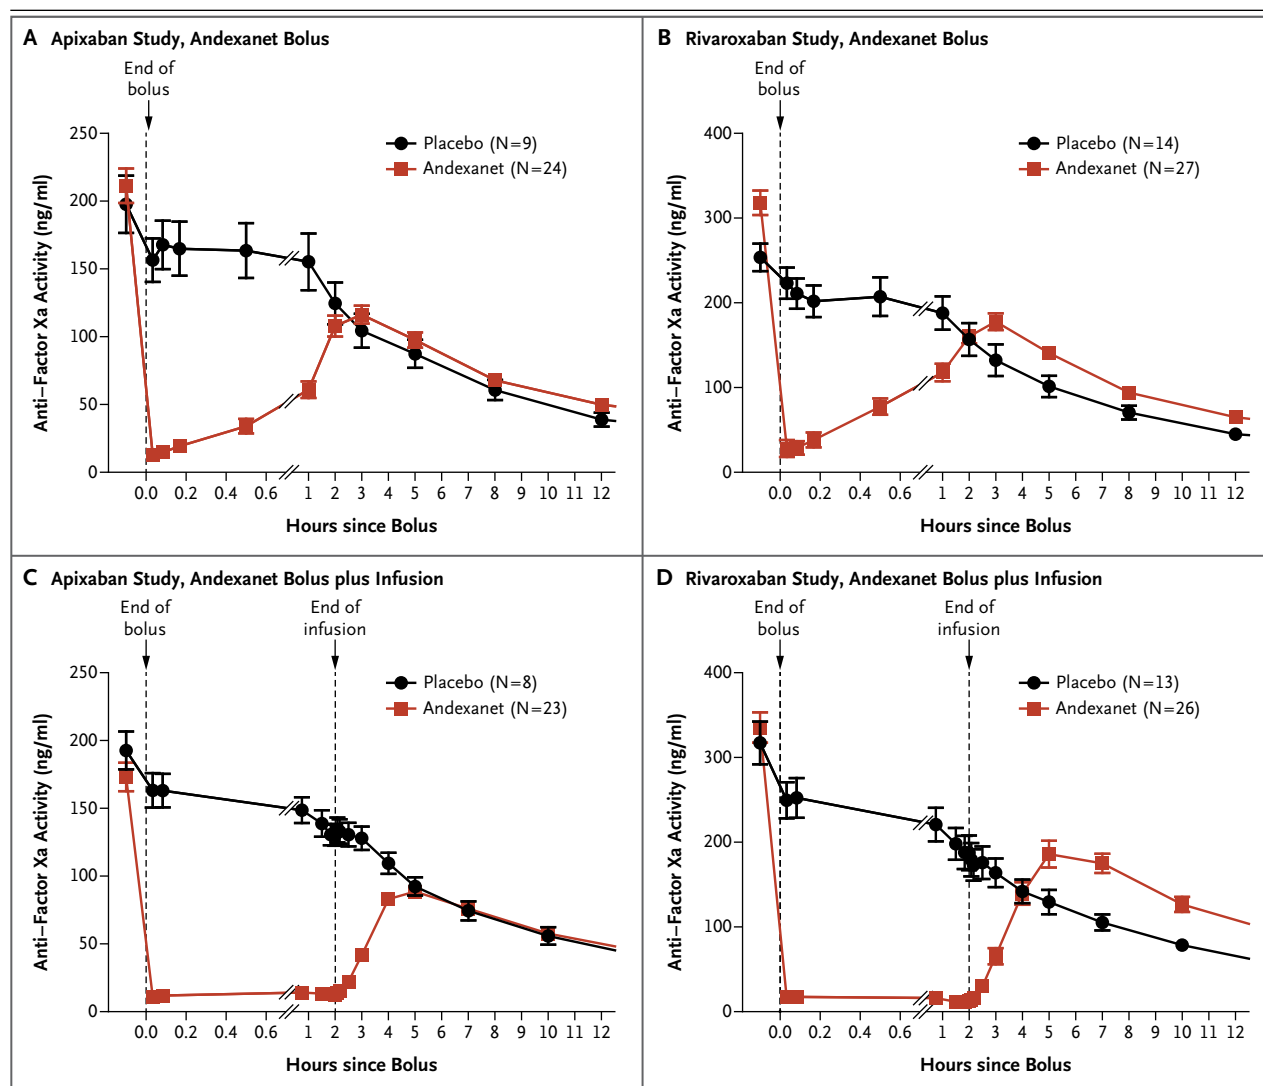 A Apixaban Study, Andexanet Bolus
End of
bolus
Placebo (N=9)
Andexanet (N=24)
Anti–Factor Xa Activity (ng/ml)
250
200
150
100
50
0
0.0 0.2 0.4 0.6 1 2 3 4 5 6 7 8 9 10 11 12
Hours since Bolus
B Rivaroxaban Study, Andexanet Bolus
End of
bolus
Placebo (N=14)
Andexanet (N=27)
Anti–Factor Xa Activity (ng/ml)
400
300
200
100
0
0.0 0.2 0.4 0.6 1 2 3 4 5 6 7 8 9 10 11 12
Hours since Bolus
C Apixaban Study, Andexanet Bolus plus Infusion
End of
bolus
End of
infusion
Placebo (N=8)
Andexanet (N=23)
Anti–Factor Xa Activity (ng/ml)
250
200
150
100
50
0
0.0 0.2 0.4 0.6 1 2 3 4 5 6 7 8 9 10 11 12
Hours since Bolus
D Rivaroxaban Study, Andexanet Bolus plus Infusion
End of
bolus
End of
infusion
Placebo (N=13)
Andexanet (N=26)
Anti–Factor Xa Activity (ng/ml)
400
300
200
100
0
0.0 0.2 0.4 0.6 1 2 3 4 5 6 7 8 9 10 11 12
Hours since Bolus